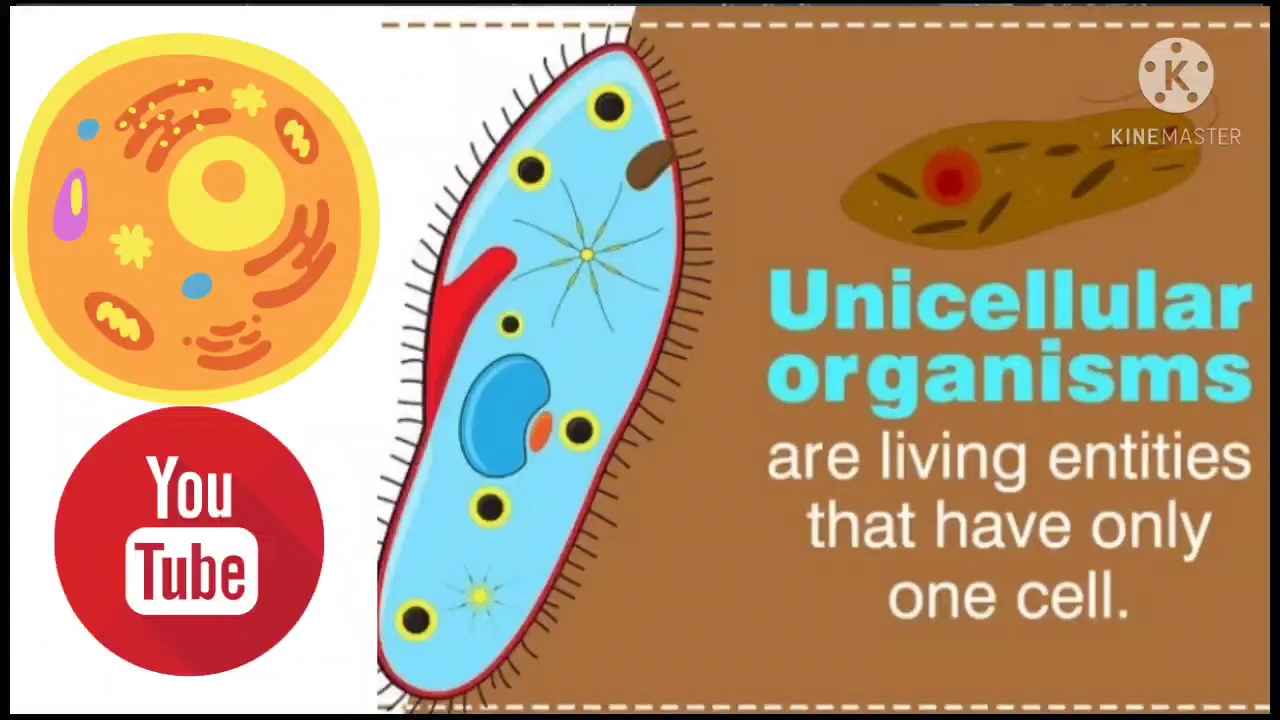 You
Tube
K
KINEMASTER
Unicellular
organisms
are living entities
that have only
one cell.